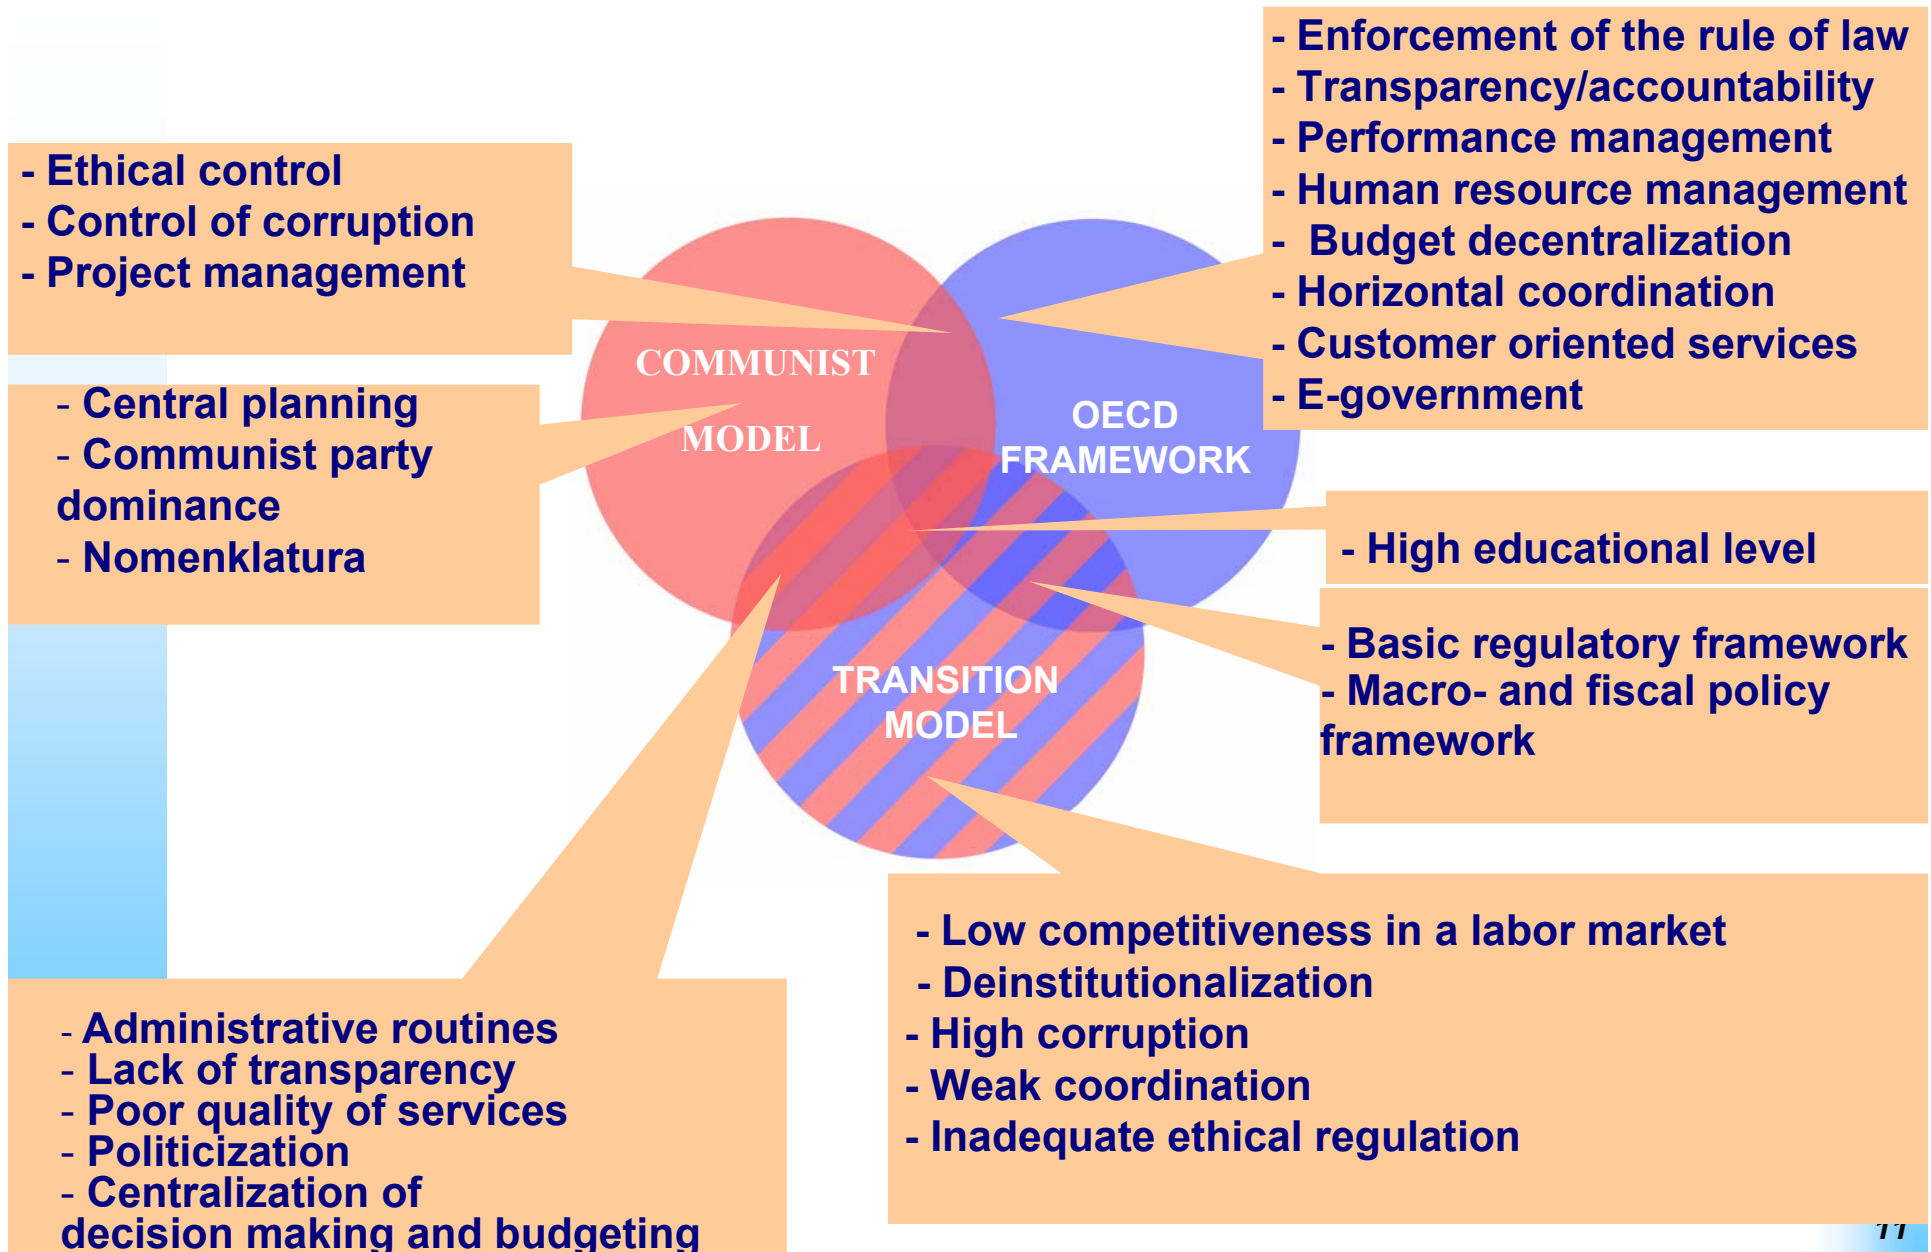 - Enforcement of the rule of law
- Transparency/accountability
- Performance management
- Human resource management
-  Budget decentralization
- Horizontal coordination
- Customer oriented services
- E-government
- Ethical control
- Control of corruption
- Project management
COMMUNIST
MODEL
- Central planning
- Communist party
dominance
- Nomenklatura
OECD
FRAMEWORK
- High educational level
- Basic regulatory framework
- Macro- and fiscal policy
framework
TRANSITION
MODEL
- Low competitiveness in a labor market
- Deinstitutionalization
- High corruption
- Weak coordination
- Inadequate ethical regulation
- Administrative routines
- Lack of transparency
- Poor quality of services
- Politicization
- Centralization of
decision making and budgeting
11